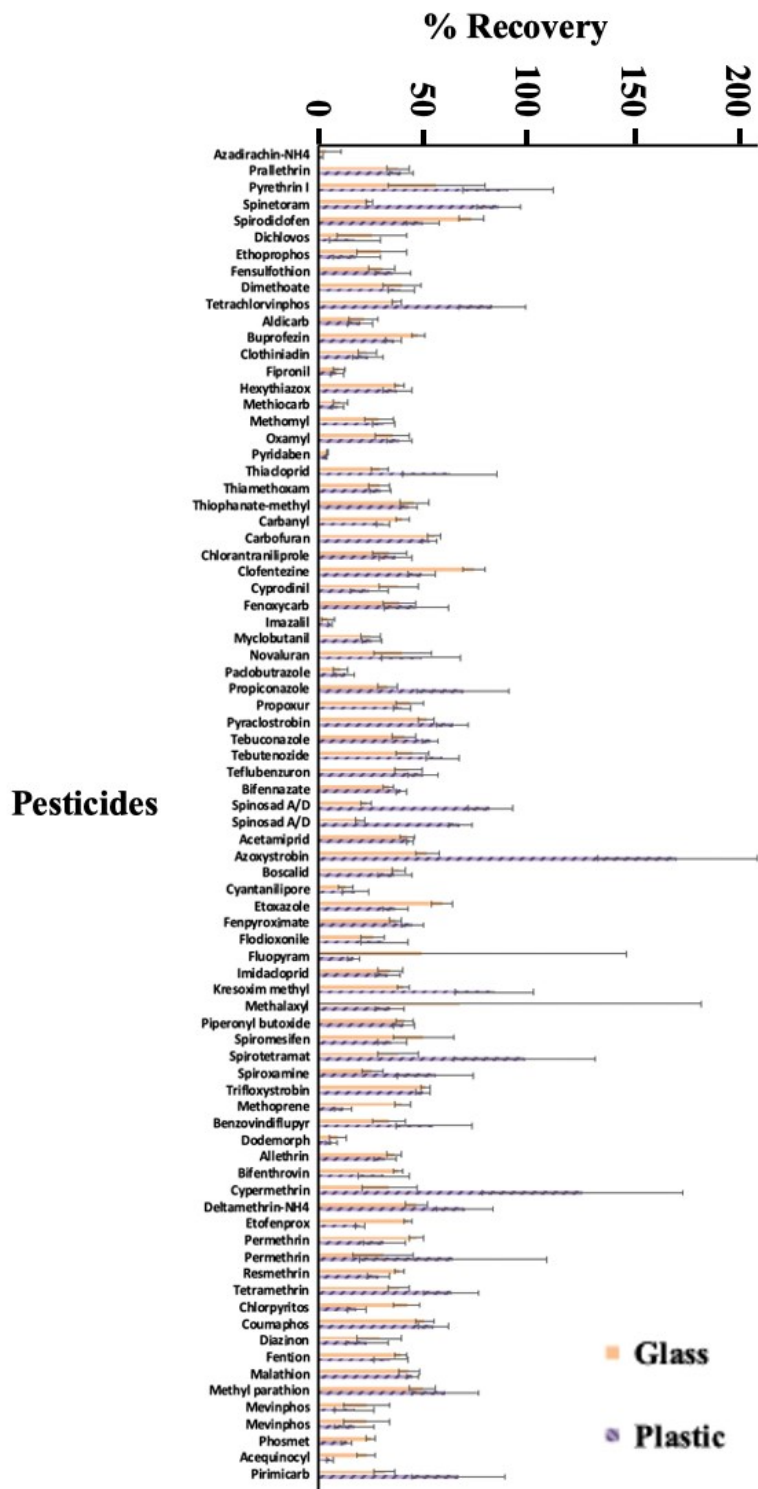 % Recovery
0
50
100
150
200
Azadirachin-NH4
Prallethrin
Pyrethrin I
Spinetoram
Spirodiclofen
Dichlovos
Ethoprophos
Fensulfothion
Dimethoate
Tetrachlorvinphos
Aldicarb
Buprofezin
Clothiniadin
Fipronil
Hexythiazox
Methiocarb
Methomyl
Oxamyl
Pyridaben
Thiacloprid
Thiamethoxam
Thiophanate-methyl
Carbanyl
Carbofuran
Chlorantraniliprole
Clofentezine
Cyprodinil
Fenoxycarb
Imazalil
Myclobutanil
Novaluran
Paclobutrazole
Propiconazole
Propoxur
Pyraclostrobin
Tebuconazole
Tebutenozide
Teflubenzuron
Bifennazate
Spinosad A/D
Spinosad A/D
Acetamiprid
Azoxystrobin
Boscalid
Cyantanilipore
Etoxazole
Fenpyroximate
Flodioxonile
Fluopyram
Imidacloprid
Kresoxim methyl
Methalaxyl
Piperonyl butoxide
Spiromesifen
Spirotetramat
Spiroxamine
Trifloxystrobin
Methoprene
Benzovindiflupyr
Dodemorph
Allethrin
Bifenthrovin
Cypermethrin
Deltamethrin-NH4
Etofenprox
Permethrin
Permethrin
Resmethrin
Tetramethrin
Chlorpyritos
Coumaphos
Diazinon
Fention
Malathion
Methyl parathion
Mevinphos
Mevinphos
Phosmet
Acequinocyl
Pirimicarb
Pesticides
Glass
Plastic